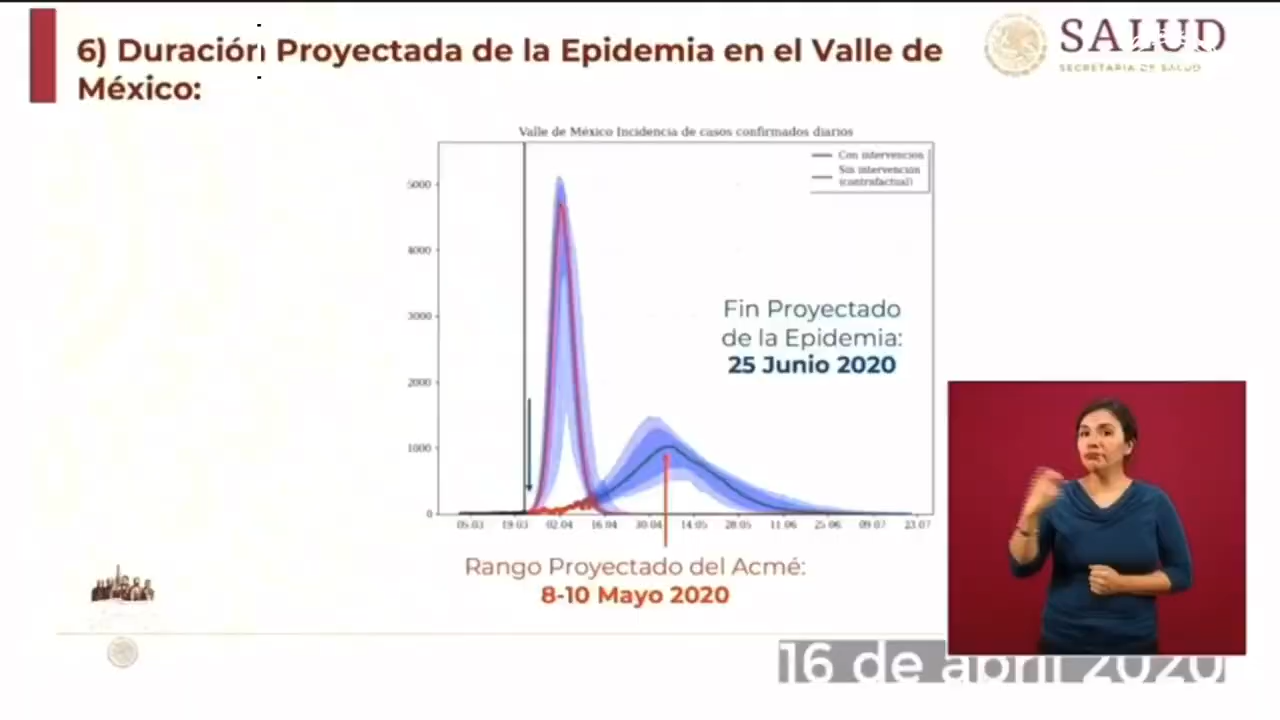 6) Duración Proyectada de la Epidemia en el Valle de
México:
SALUD
SECRETARÍA DE SALUD
Valle de México Incidencia de casos confirmados diarios
Con intervención
Sin intervención
(contrafactual)
5000
4000
3000
2000
1000
0
05.03 19.03 02.04 16.04 30.04 14.05 28.05 11.06 25.06 09.07 23.07
Fin Proyectado
de la Epidemia:
25 Junio 2020
Rango Proyectado del Acmé:
8-10 Mayo 2020
16 de abril 2020